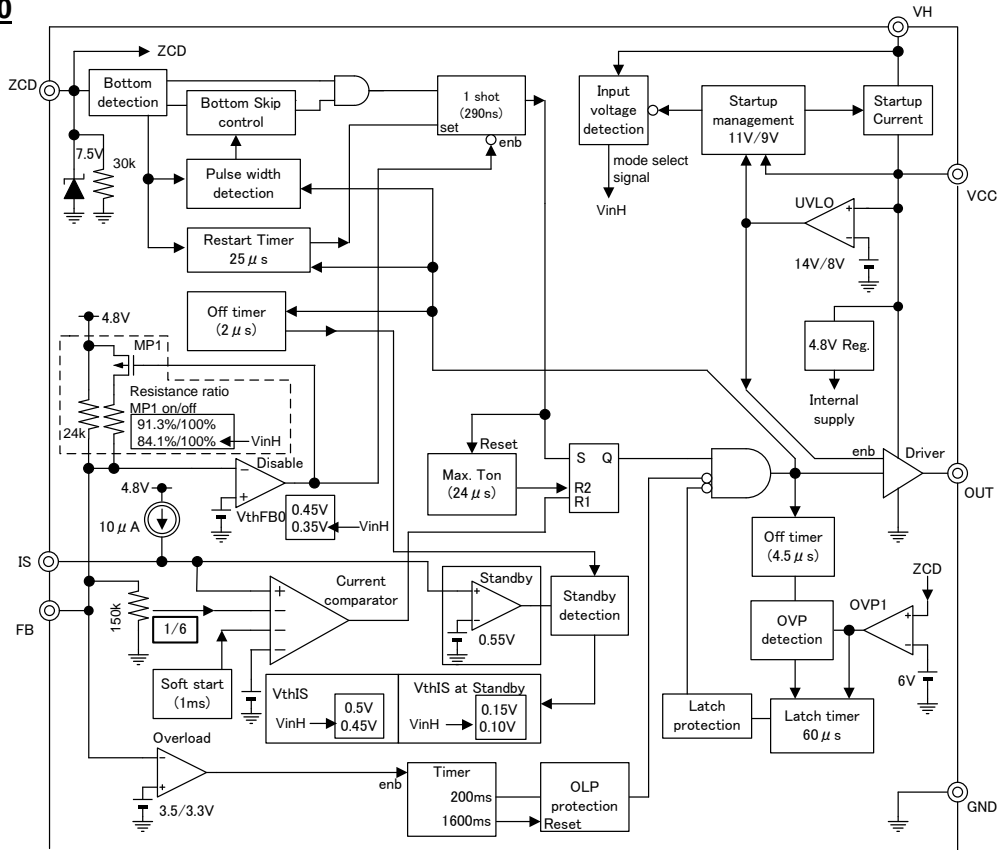 0
VH
ZCD
ZCD
Bottom
detection
Bottom Skip
control
1 shot
(290ns)
set
enb
Input
voltage
detection
Startup
management
11V/9V
Startup
Current
7.5V
30k
Pulse width
detection
mode select
signal
VinH
VCC
UVLO
14V/8V
Restart Timer
25μs
Off timer
(2μs)
4.8V
MP1
4.8V Reg.
Internal
supply
Resistance ratio
MP1 on/off
91.3%/100%
84.1%/100%
VinH
24k
Disable
VthFB0
0.45V
0.35V
VinH
Reset
Max. Ton
(24μs)
S
Q
R2
R1
enb
Driver
OUT
4.8V
10μA
IS
FB
150k
1/6
Current
comparator
Standby
0.55V
Standby
detection
Off timer
(4.5μs)
ZCD
OVP1
OVP
detection
6V
Soft start
(1ms)
VthIS
VinH
0.5V
0.45V
VthIS at Standby
VinH
0.15V
0.10V
Latch
protection
Latch timer
60μs
Overload
3.5/3.3V
enb
Timer
200ms
1600ms
OLP
protection
Reset
GND